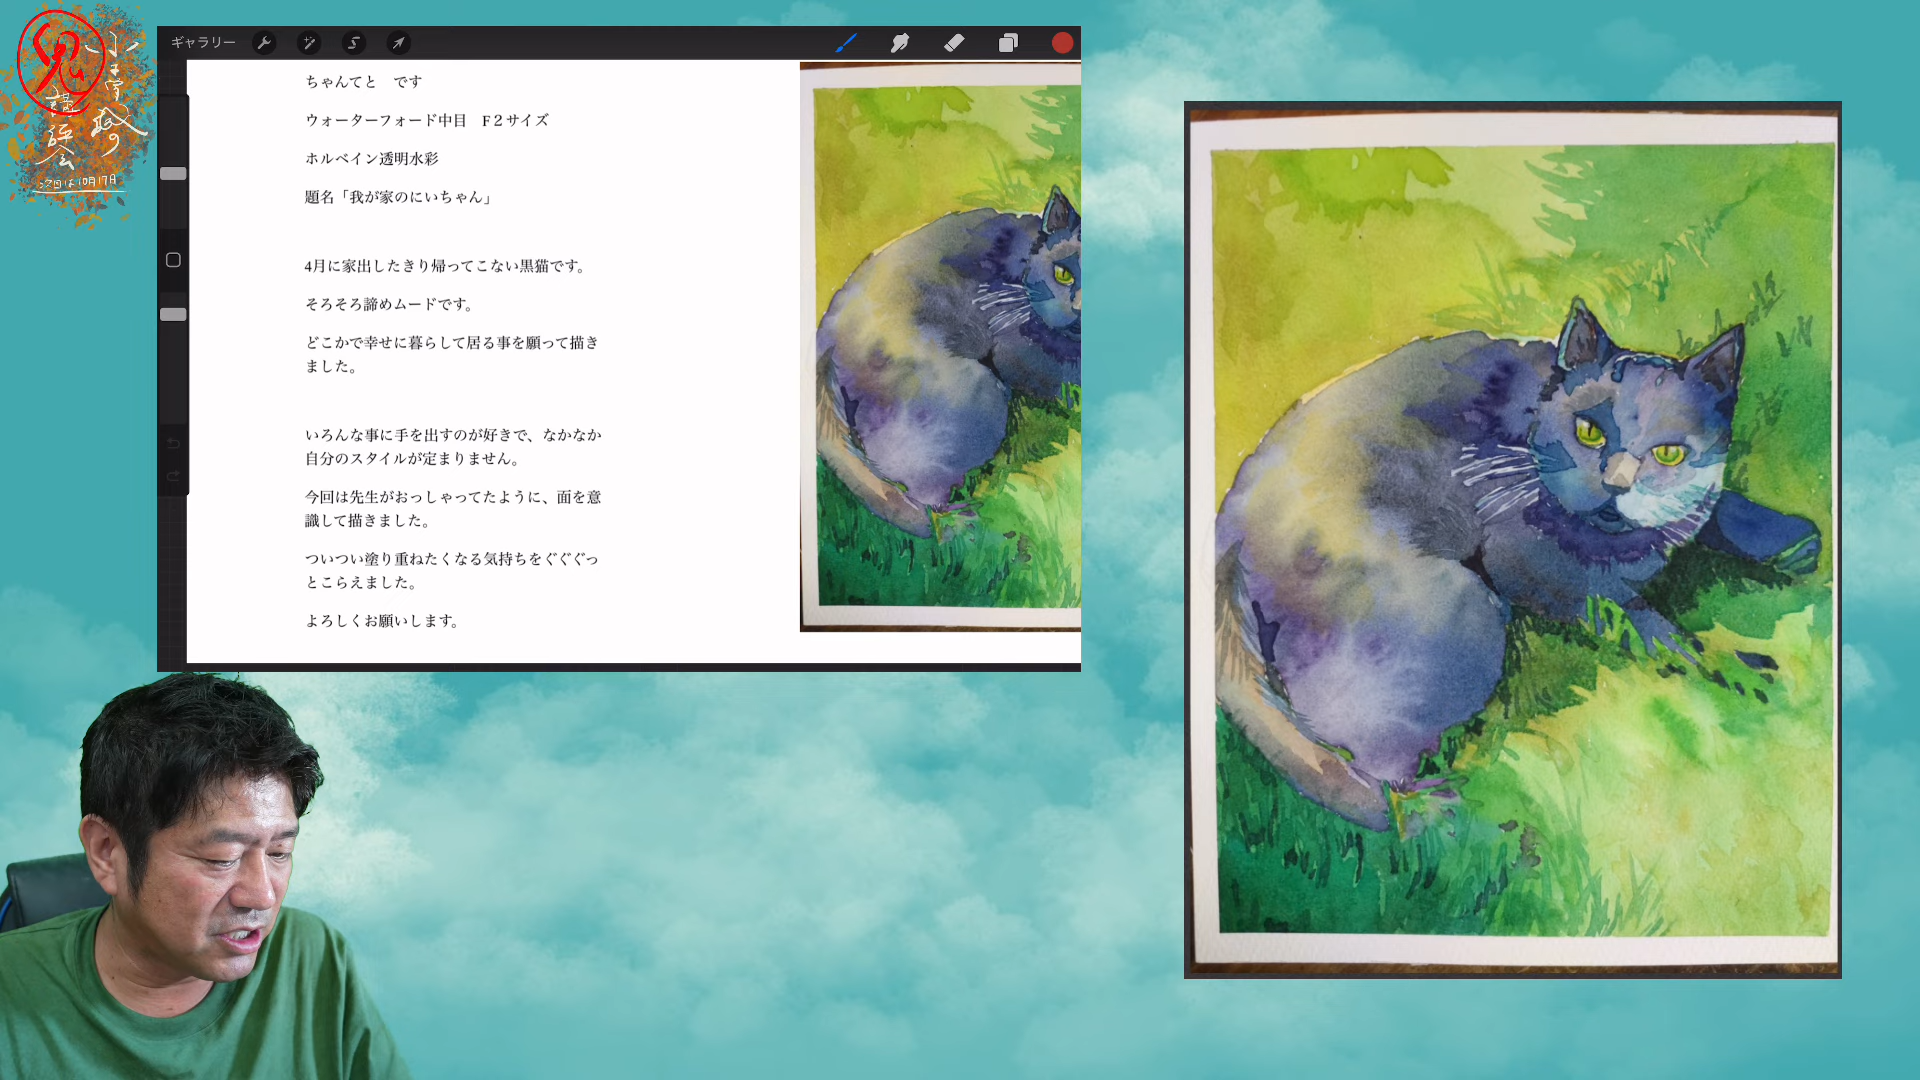 鬼
次回は10月17日
ギャラリー
ちゃんてと　です
ウォーターフォード中目　F２サイズ
ホルベイン透明水彩
題名「我が家のにいちゃん」
4月に家出したきり帰ってこない黒猫です。
そろそろ諦めムードです。
どこかで幸せに暮らして居る事を願って描き
ました。
いろんな事に手を出すのが好きで、なかなか
自分のスタイルが定まりません。
今回は先生がおっしゃってたように、面を意
識して描きました。
ついつい塗り重ねたくなる気持ちをぐぐぐっ
とこらえました。
よろしくお願いします。